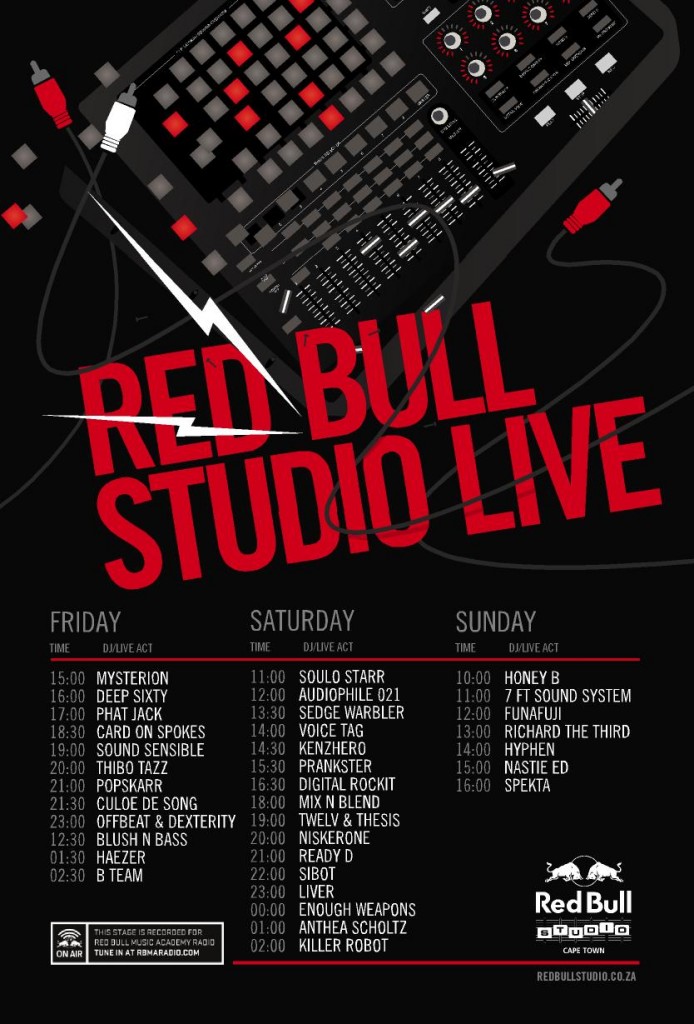 RED BULL
STUDIO LIVE
FRIDAY
TIME DJ/LIVE ACT
15:00 MYSTERION
16:00 DEEP SIXTY
17:00 PHAT JACK
18:30 CARD ON SPOKES
19:00 SOUND SENSIBLE
20:00 THIBO TAZZ
21:00 POPSKARR
21:30 CULOE DE SONG
23:00 OFFBEAT & DEXTERITY
12:30 BLUSH N BASS
01:30 HAEZER
02:30 B TEAM
SATURDAY
TIME DJ/LIVE ACT
11:00 SOULO STARR
12:00 AUDIOPHILE 021
13:30 SEDGE WARBLER
14:00 VOICE TAG
14:30 KENZHERO
15:30 PRANKSTER
16:30 DIGITAL ROCKIT
18:00 MIX N BLEND
19:00 TWELV & THESIS
20:00 NISKERONE
21:00 READY D
22:00 SIBOT
23:00 LIVER
00:00 ENOUGH WEAPONS
01:00 ANTHEA SCHOLTZ
02:00 KILLER ROBOT
SUNDAY
TIME DJ/LIVE ACT
10:00 HONEY B
11:00 7 FT SOUND SYSTEM
12:00 FUNAFUJI
13:00 RICHARD THE THIRD
14:00 HYPHEN
15:00 NASTIE ED
16:00 SPEKTA
ON AIR
THIS STAGE IS RECORDED FOR
RED BULL MUSIC ACADEMY RADIO
TUNE IN AT RBMARADIO.COM
Red Bull
STUDIO
CAPE TOWN
REDBULLSTUDIO.CO.ZA